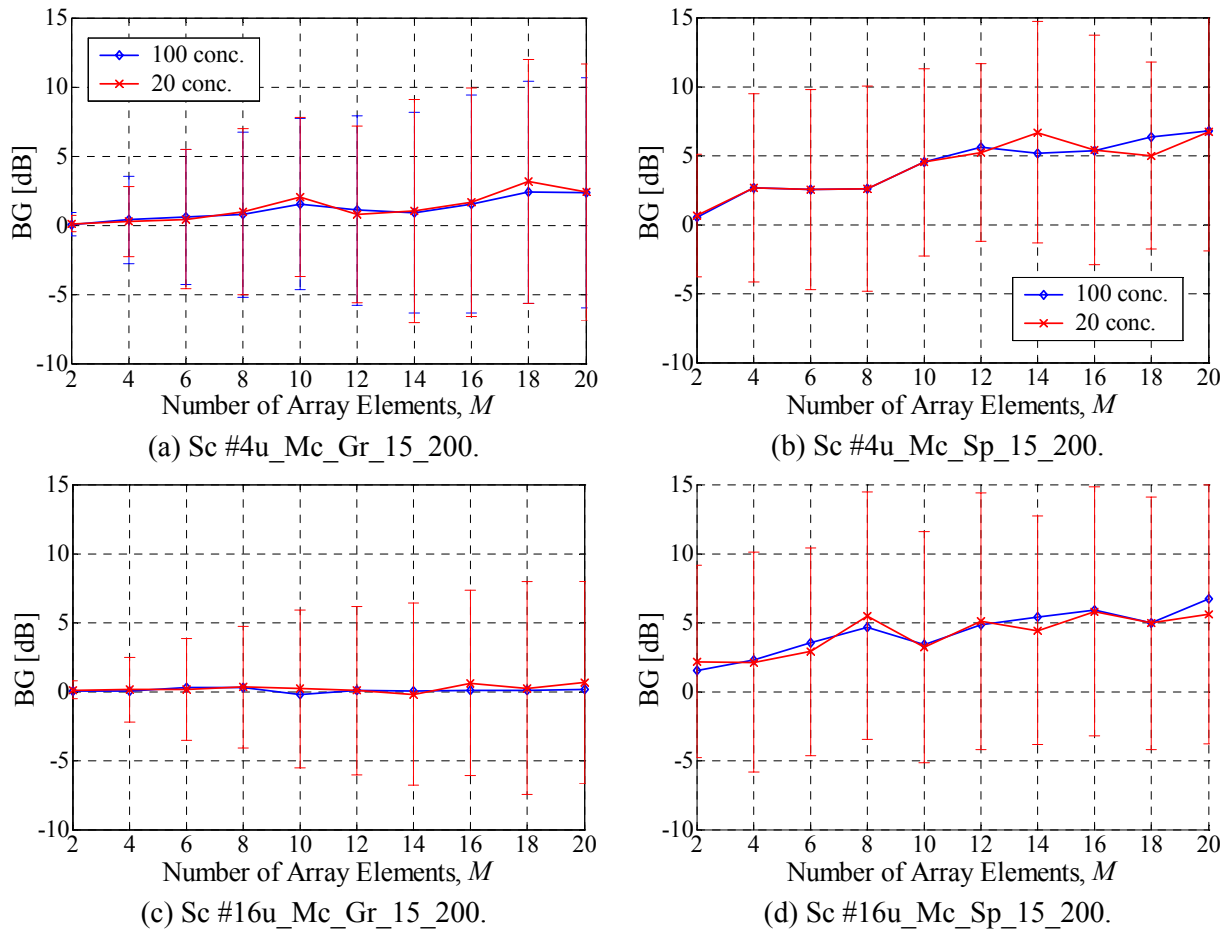 15
10
5
0
-5
-10
BG [dB]
100 conc.
20 conc.
2 4 6 8 10 12 14 16 18 20
Number of Array Elements, M
(a) Sc #4u_Mc_Gr_15_200.
15
10
5
0
-5
-10
BG [dB]
100 conc.
20 conc.
2 4 6 8 10 12 14 16 18 20
Number of Array Elements, M
(b) Sc #4u_Mc_Sp_15_200.
15
10
5
0
-5
-10
BG [dB]
2 4 6 8 10 12 14 16 18 20
Number of Array Elements, M
(c) Sc #16u_Mc_Gr_15_200.
15
10
5
0
-5
-10
BG [dB]
2 4 6 8 10 12 14 16 18 20
Number of Array Elements, M
(d) Sc #16u_Mc_Sp_15_200.